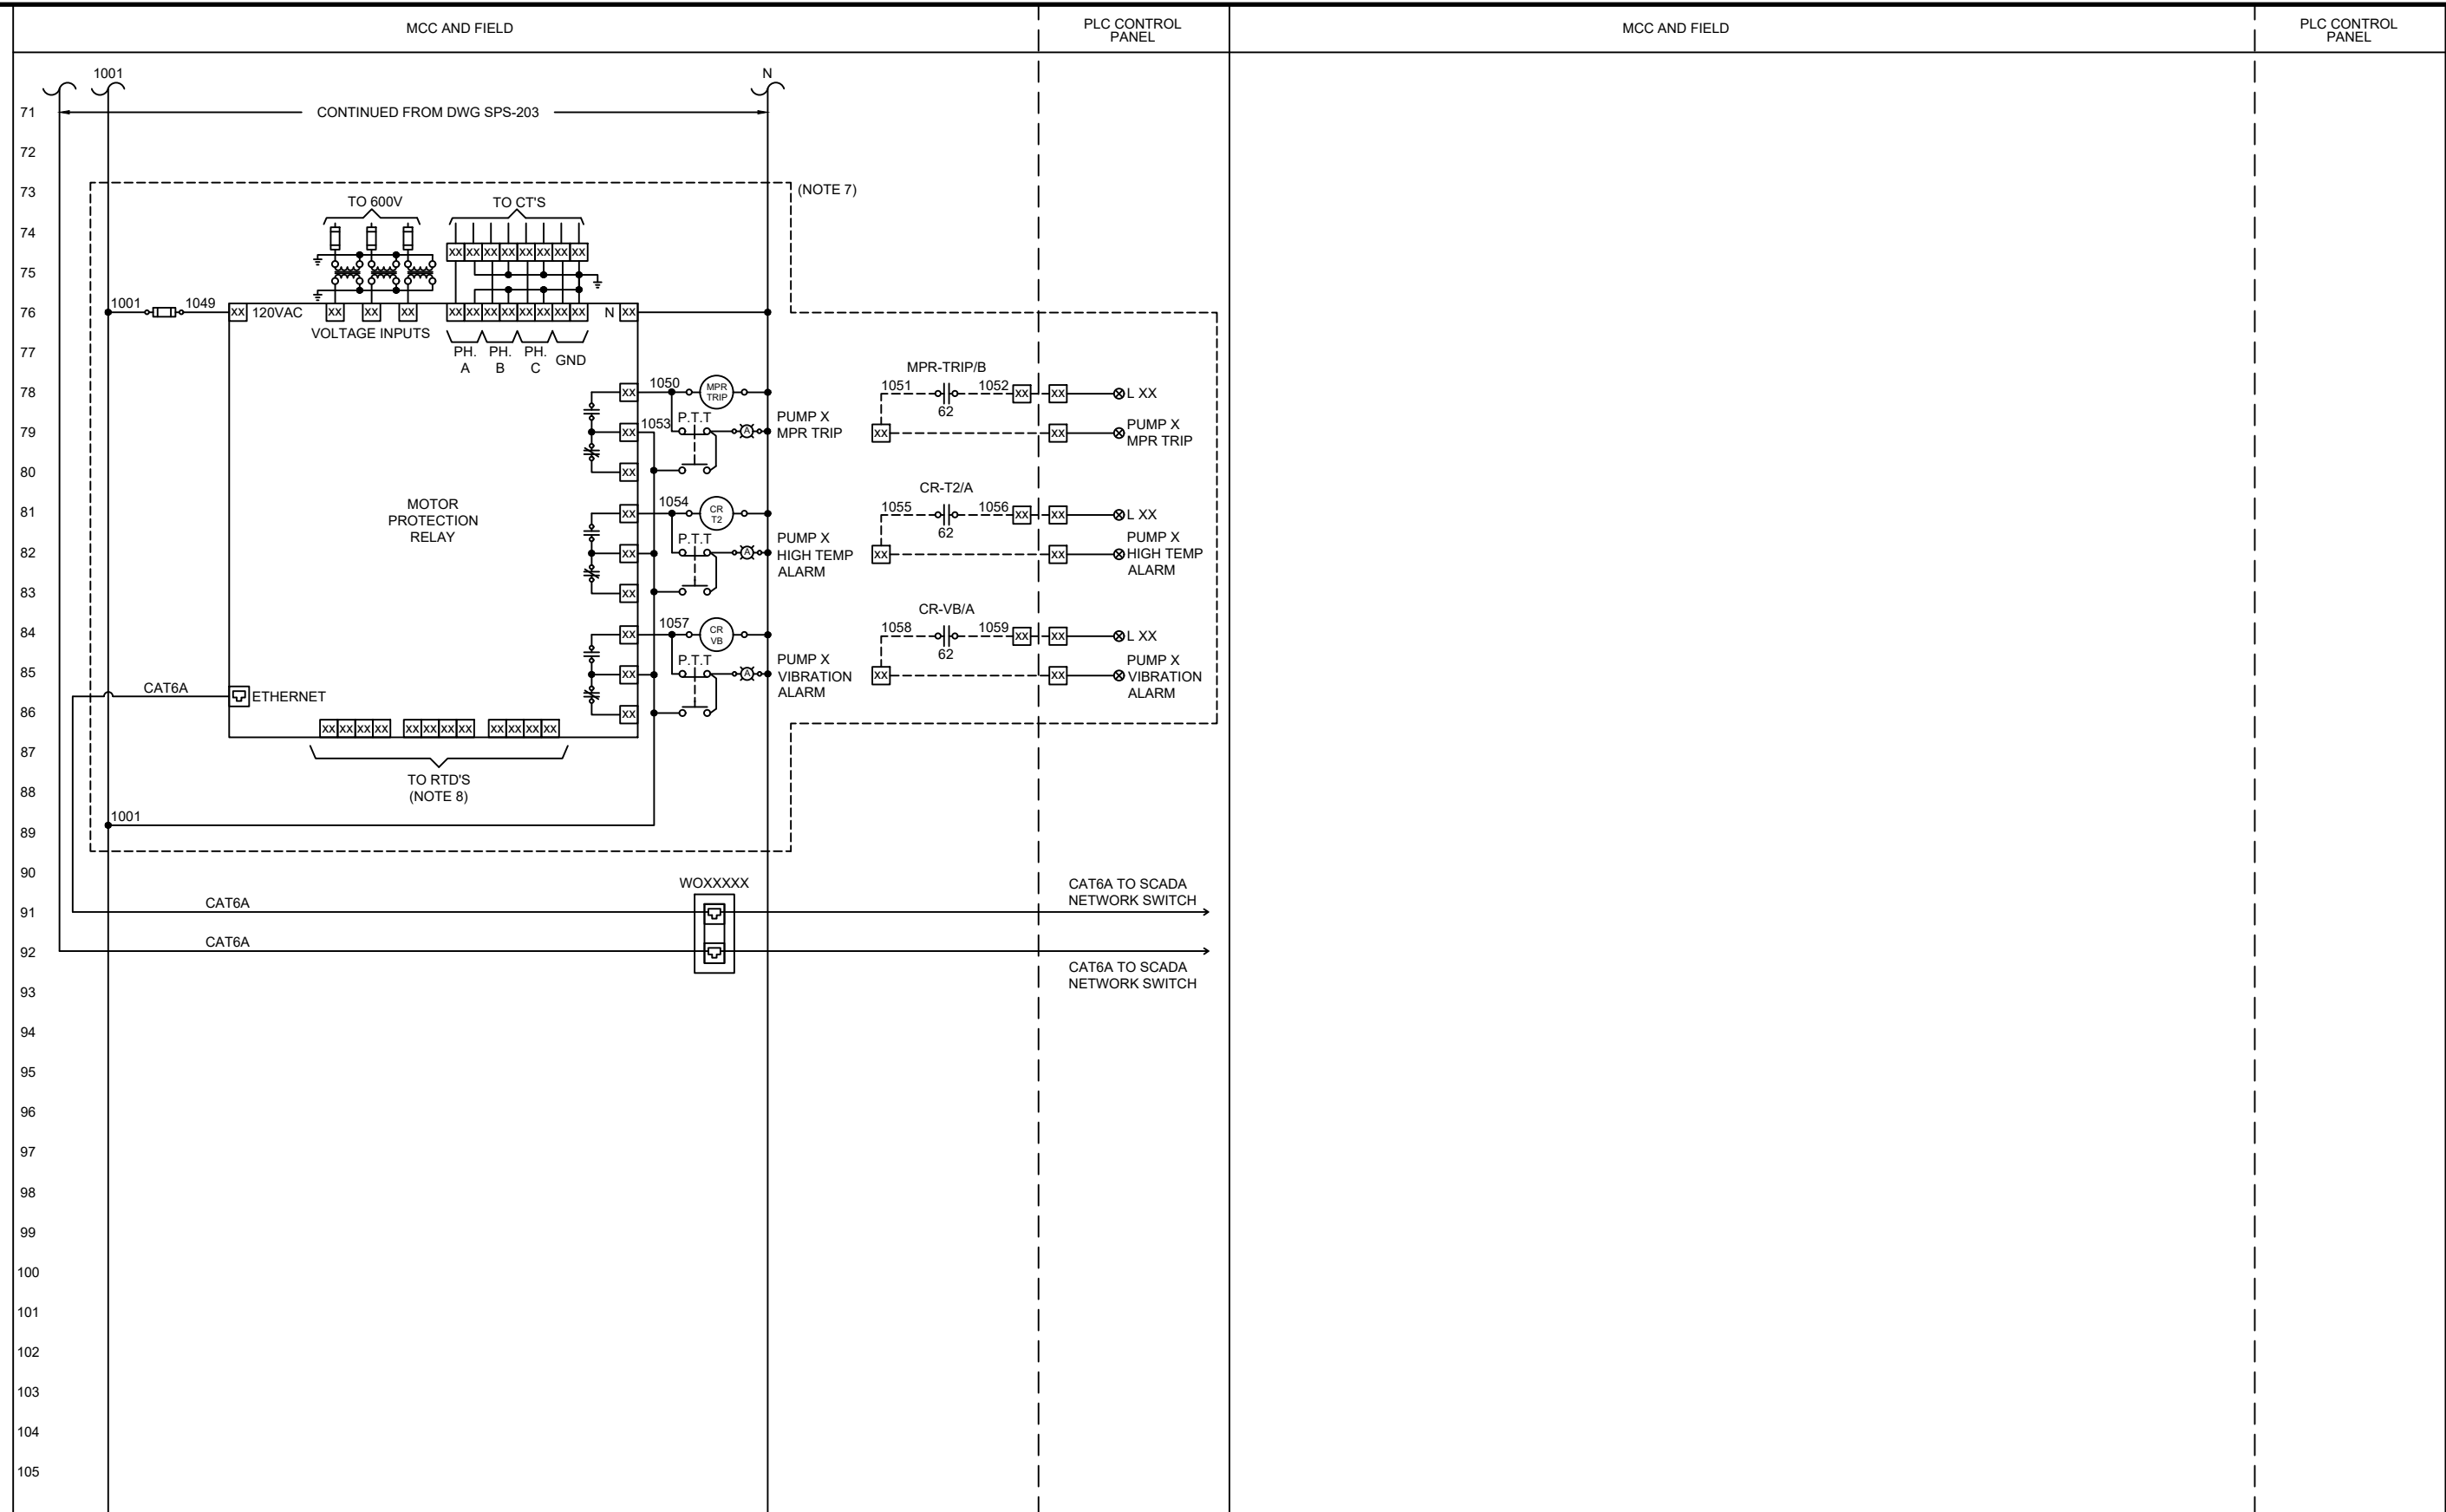 MCC AND FIELD
PLC CONTROL
PANEL
MCC AND FIELD
PLC CONTROL
PANEL
1001
N
71
CONTINUED FROM DWG SPS-203
72
73
(NOTE 7)
TO 600V
TO CT'S
74
XX XX XX XX XX XX XX XX
75
1001
1049
76
XX 120VAC
XX
XX
XX
XX XX XX XX XX XX XX XX
N XX
VOLTAGE INPUTS
77
PH.
A
PH.
B
PH.
C
GND
MPR-TRIP/B
78
XX
1050
MPR
TRIP
1051
62
1052
XX
XX
L XX
79
XX
1053
P.T.T
A
PUMP X
MPR TRIP
XX
XX
PUMP X
MPR TRIP
80
XX
CR-T2/A
MOTOR
PROTECTION
RELAY
81
XX
1054
CR
T2
1055
62
1056
XX
XX
L XX
82
XX
P.T.T
A
PUMP X
HIGH TEMP
ALARM
XX
XX
PUMP X
HIGH TEMP
ALARM
83
XX
CR-VB/A
84
XX
1057
CR
VB
1058
62
1059
XX
XX
L XX
85
XX
P.T.T
A
PUMP X
VIBRATION
ALARM
XX
XX
PUMP X
VIBRATION
ALARM
CAT6A
ETHERNET
86
XX
XX XX XX XX
XX XX XX XX
XX XX XX XX
87
TO RTD'S
(NOTE 8)
88
1001
89
90
WOXXXXX
CAT6A TO SCADA
NETWORK SWITCH
91
CAT6A
92
CAT6A
CAT6A TO SCADA
NETWORK SWITCH
93
94
95
96
97
98
99
100
101
102
103
104
105